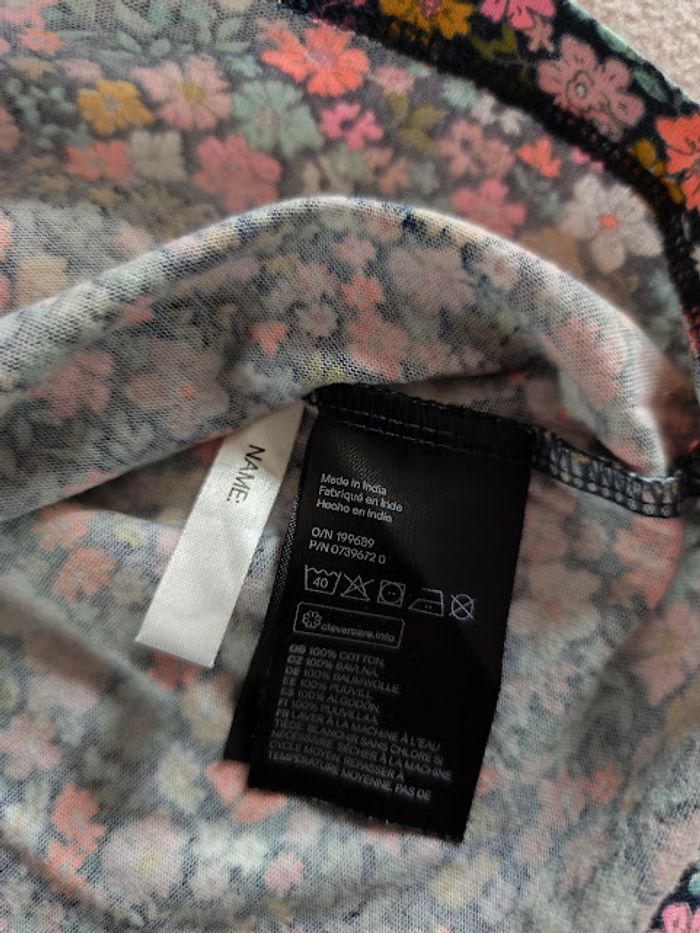 NAME:
Made in India
Fabriqué en Inde
Hecho en India
O/N 199689
P/N 0739672 0
40
clevercare.info
GB 100% COTTON.
CZ 100% BAVLNA.
DE 100% BAUMWOLLE
EE 100% PUUVILL
ES 100% ALGODÓN.
FI 100% PUUVILLAA.
FR LAVER À LA MACHINE À L'EAU
TIÈDE. BLANCHIR SANS CHLORE SI
NÉCESSAIRE. SÉCHER À LA MACHINE
CYCLE MOYEN. REPASSER À
TEMPÉRATURE MOYENNE. PAS DE